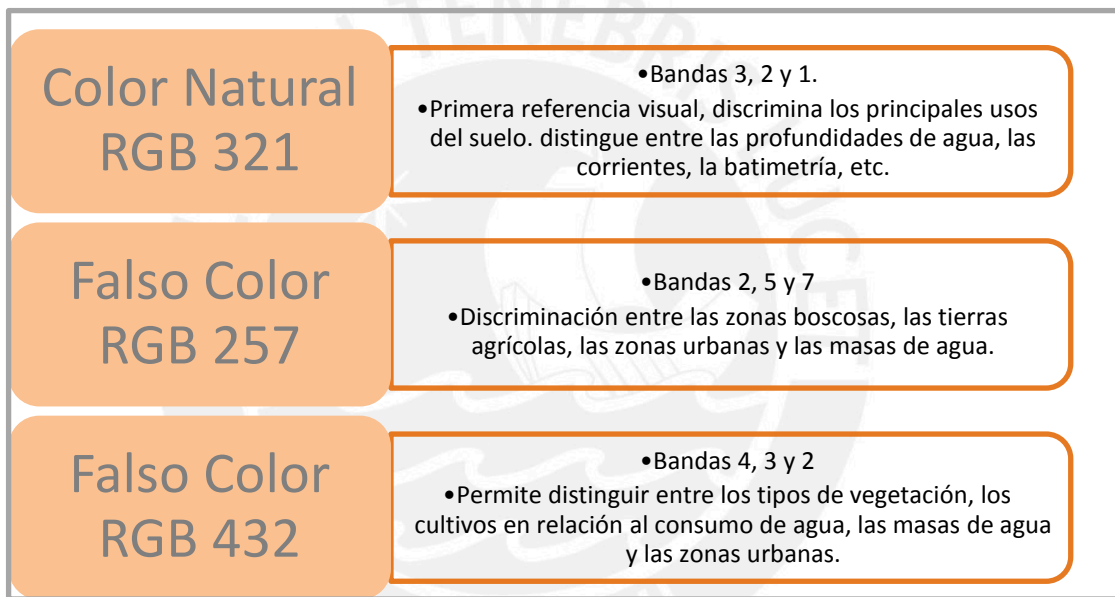 Color Natural
RGB 321
•Bandas 3, 2 y 1.
•Primera referencia visual, discrimina los principales usos
del suelo. distingue entre las profundidades de agua, las
corrientes, la batimetría, etc.
Falso Color
RGB 257
•Bandas 2, 5 y 7
•Discriminación entre las zonas boscosas, las tierras
agrícolas, las zonas urbanas y las masas de agua.
Falso Color
RGB 432
•Bandas 4, 3 y 2
•Permite distinguir entre los tipos de vegetación, los
cultivos en relación al consumo de agua, las masas de agua
y las zonas urbanas.